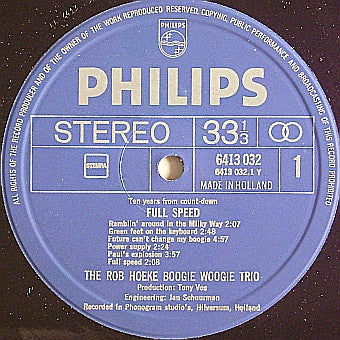 ALL RIGHTS OF THE RECORD PRODUCER AND OF THE OWNER OF THE WORK REPRODUCED RESERVED. COPYING, PUBLIC PERFORMANCE AND BROADCASTING OF THIS RECORD PROHIBITED
PHILIPS
PHILIPS
STEREO 33 1/3
STEMRA
6413 032
6413 032.1 Y
MADE IN HOLLAND
1
Ten years from count-down
FULL SPEED
Ramblin' around in the Milky Way 2:07
Green feet on the keyboard 2:48
Future can't change my boogie 4:57
Power supply 2:24
Paul's explosion 3:57
Full speed 2:08
THE ROB HOEKE BOOGIE WOOGIE TRIO
Production: Tony Vos
Engineering: Jan Schuurman
Recorded in Phonogram studio's, Hilversum, Holland